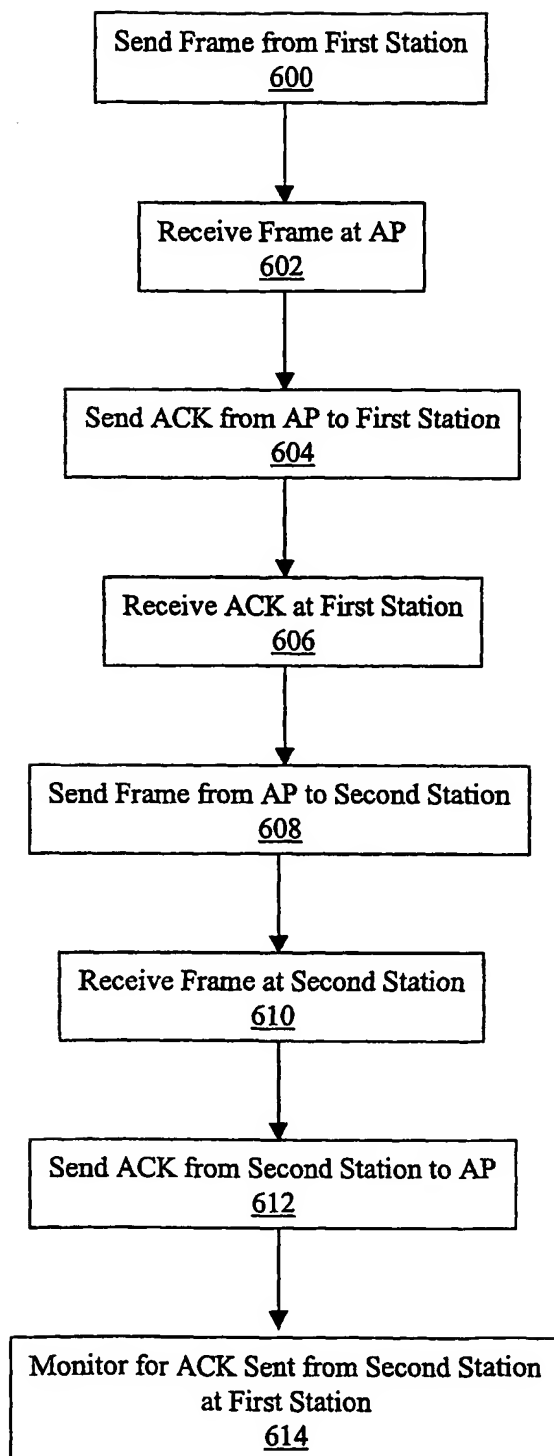 Send Frame from First Station
600
Receive Frame at AP
602
Send ACK from AP to First Station
604
Receive ACK at First Station
606
Send Frame from AP to Second Station
608
Receive Frame at Second Station
610
Send ACK from Second Station to AP
612
Monitor for ACK Sent from Second Station
at First Station
614